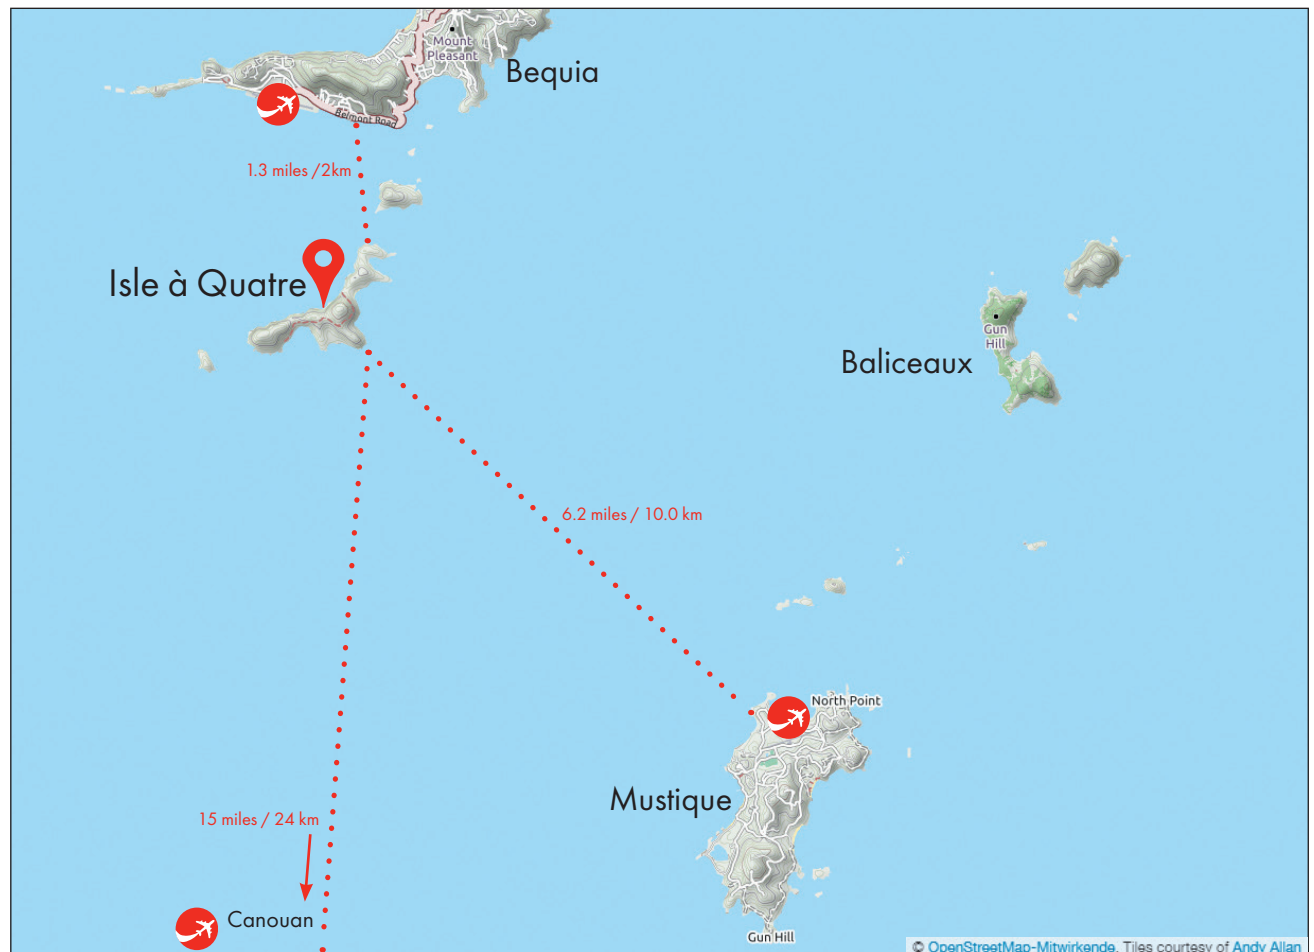 Mount
Pleasant
Bequia
Belmont Road
1.3 miles /2km
Isle à Quatre
Gun
Hill
Baliceaux
6.2 miles / 10.0 km
North Point
Mustique
15 miles / 24 km
Canouan
Gun Hill
© OpenStreetMap-Mitwirkende, Tiles courtesy of Andy Allan